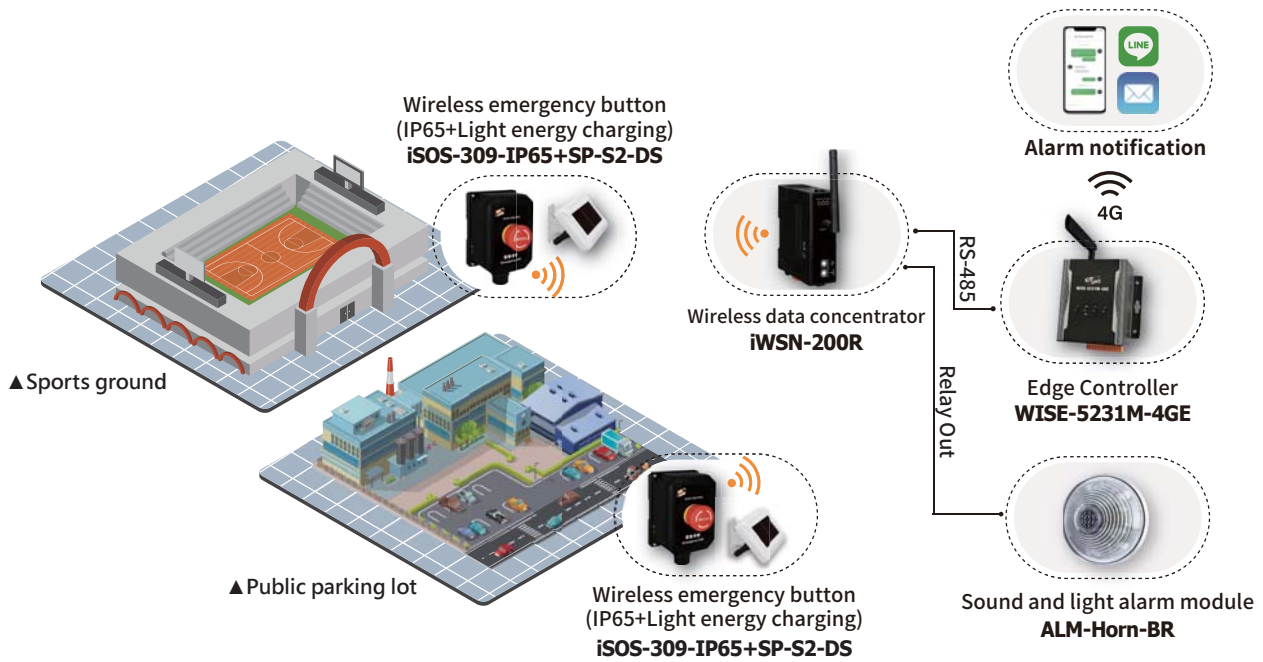 LINE
Alarm notification
4G
Wireless emergency button
(IP65+Light energy charging)
iSOS-309-IP65+SP-S2-DS
▲Sports ground
Wireless data concentrator
iWSN-200R
RS-485
Relay Out
WISE-5231M-4GE
Edge Controller
WISE-5231M-4GE
▲Public parking lot
Wireless emergency button
(IP65+Light energy charging)
iSOS-309-IP65+SP-S2-DS
Sound and light alarm module
ALM-Horn-BR